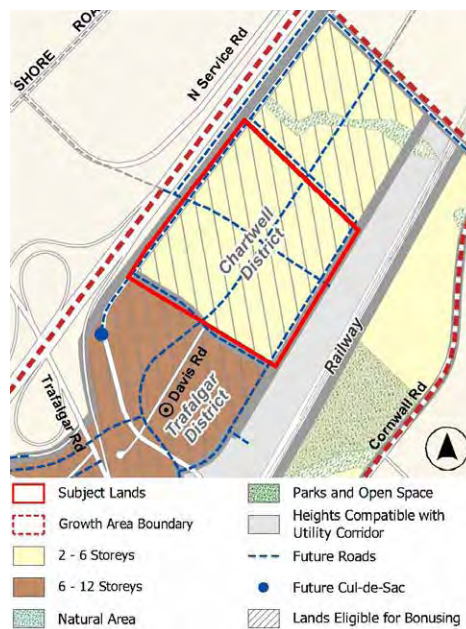 SHORE ROA
N Service Rd
Chartwell
District
Railway
Davis Rd
Trafalgar
District
Trafalgar Rd
Cornwall Rd
Subject Lands
Growth Area Boundary
2 - 6 Storeys
6 - 12 Storeys
Natural Area
Parks and Open Space
Heights Compatible with
Utility Corridor
Future Roads
Future Cul-de-Sac
Lands Eligible for Bonusing